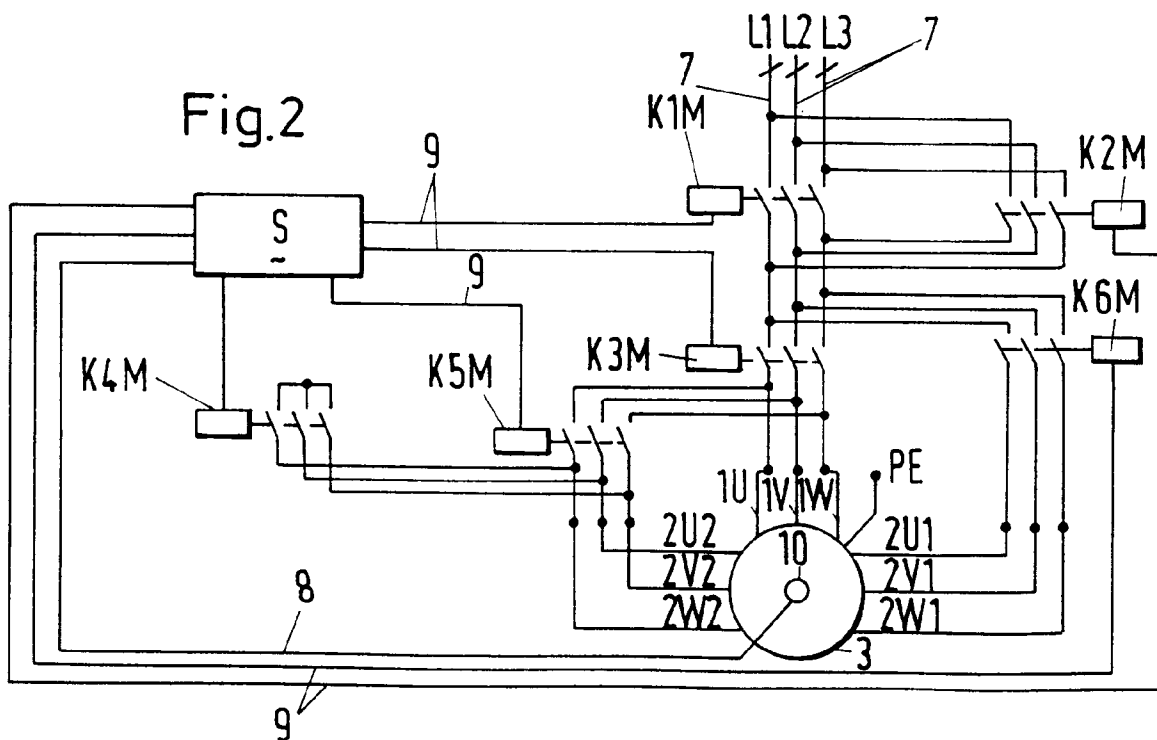 L1 L2 L3 7
7
Fig.2
K1M
9
K2M
S
~
9
K6M
K3M
K4M
K5M
1U 1V 1W PE
2U2 10 2U1
2V2 2V1
2W2 2W1
8
3
9